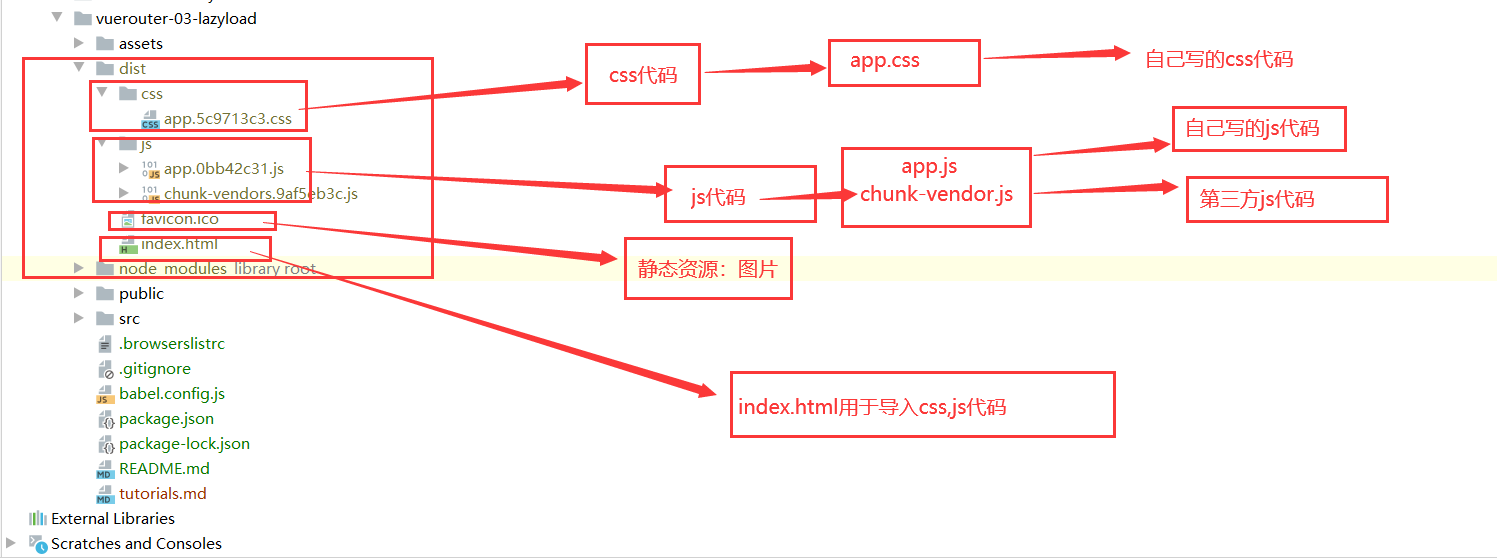 vuerouter-03-lazyload
assets
dist
css
app.5c9713c3.css
js
app.0bb42c31.js
chunk-vendors.9af5eb3c.js
favicon.ico
index.html
node_modules library root
public
src
.browserslistrc
.gitignore
babel.config.js
package.json
package-lock.json
README.md
tutorials.md
External Libraries
Scratches and Consoles
css代码
app.css
自己写的css代码
js代码
app.js
chunk-vendor.js
自己写的js代码
第三方js代码
静态资源：图片
index.html用于导入css,js代码